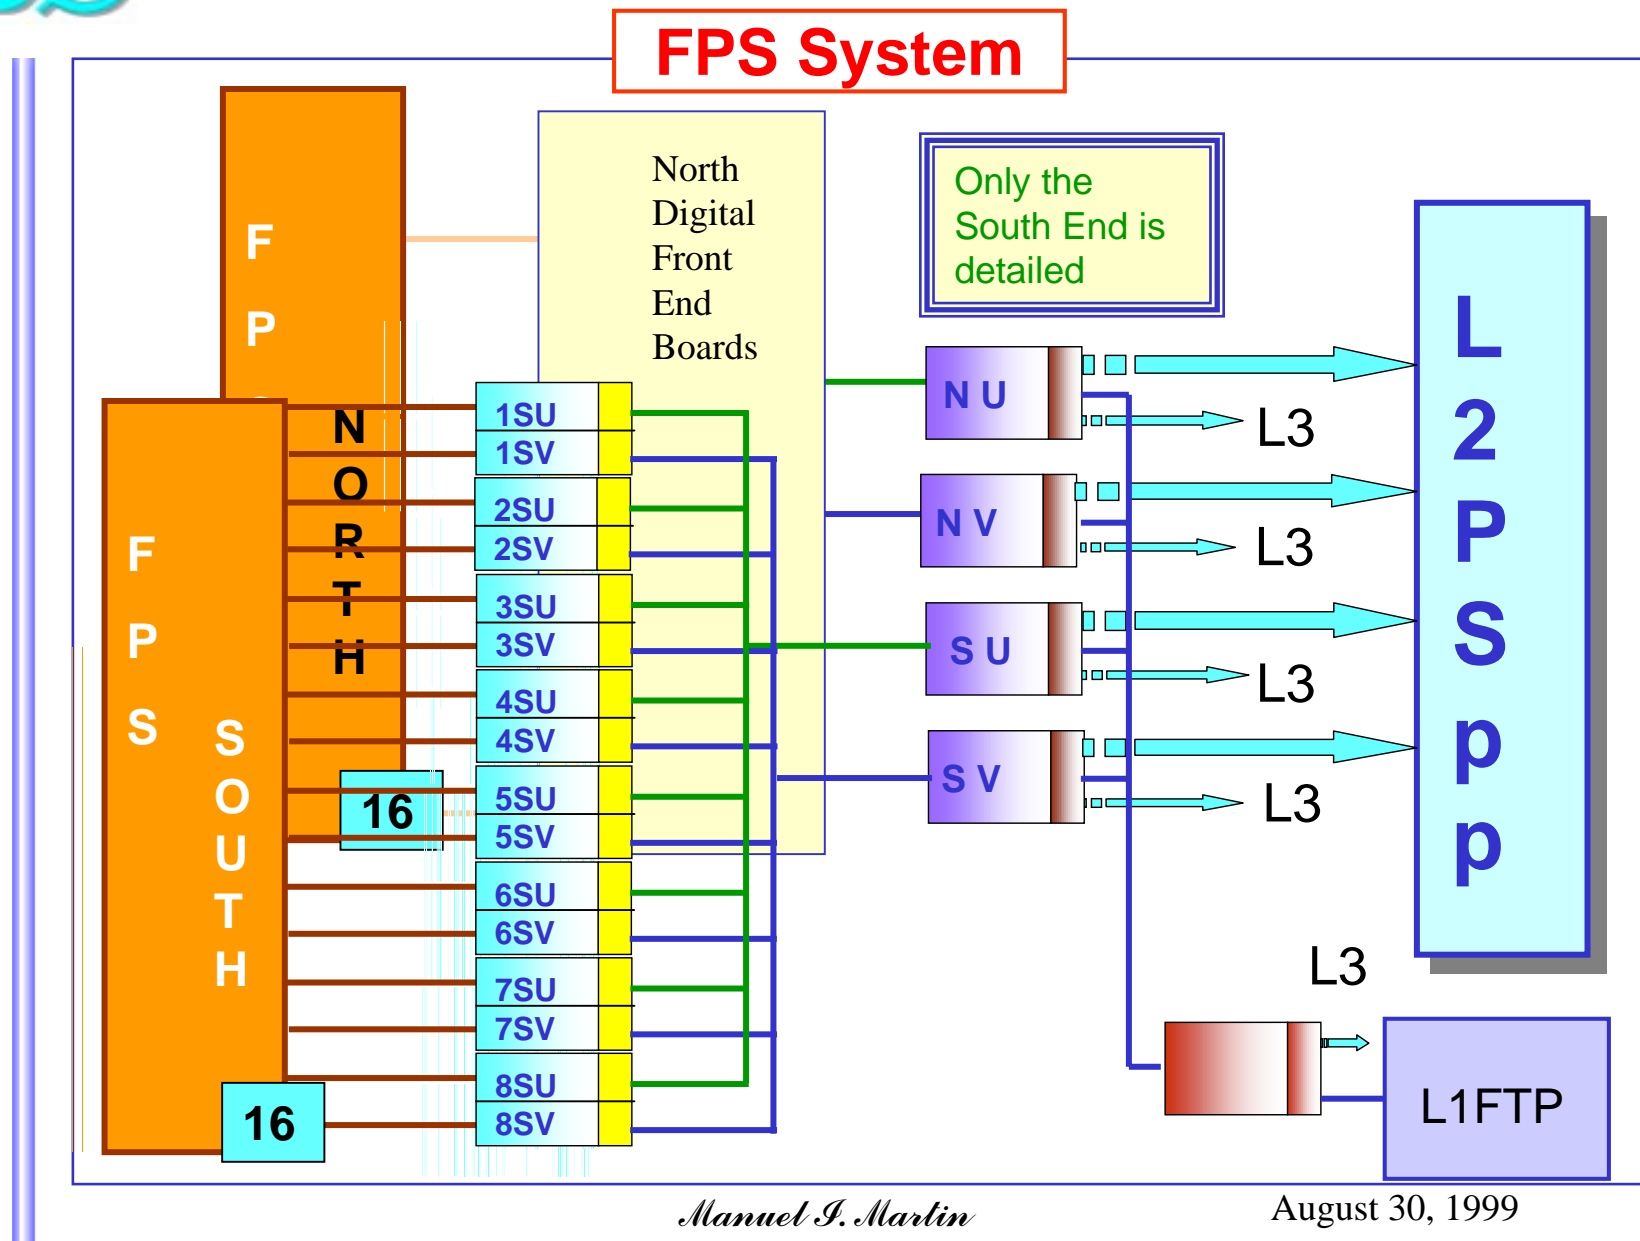 FPS System
F
P
N
O
R
T
H
16
North
Digital
Front
End
Boards
Only the
South End is
detailed
F
P
S
S
O
U
T
H
16
1SU
1SV
2SU
2SV
3SU
3SV
4SU
4SV
5SU
5SV
6SU
6SV
7SU
7SV
8SU
8SV
N U
L3
N V
L3
S U
L3
S V
L3
L
2
P
S
p
p
L3
L1FTP
Manuel I. Martin
August 30, 1999